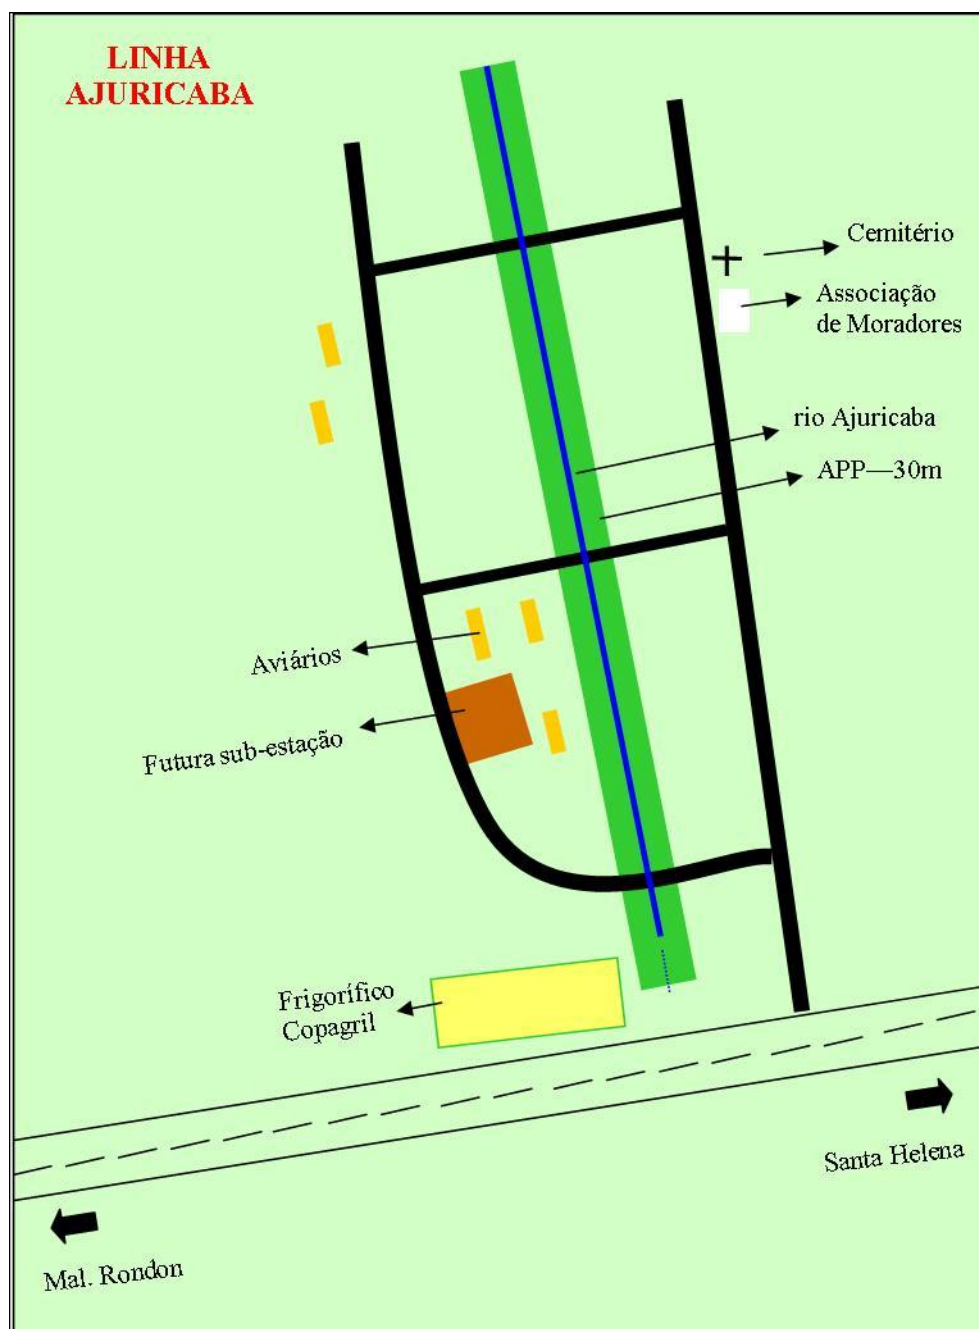 LINHA
AJURICABA
Cemitério
Associação
de Moradores
rio Ajuricaba
APP—30m
Aviários
Futura sub-estação
Frigorífico
Copagril
Santa Helena
Mal. Rondon